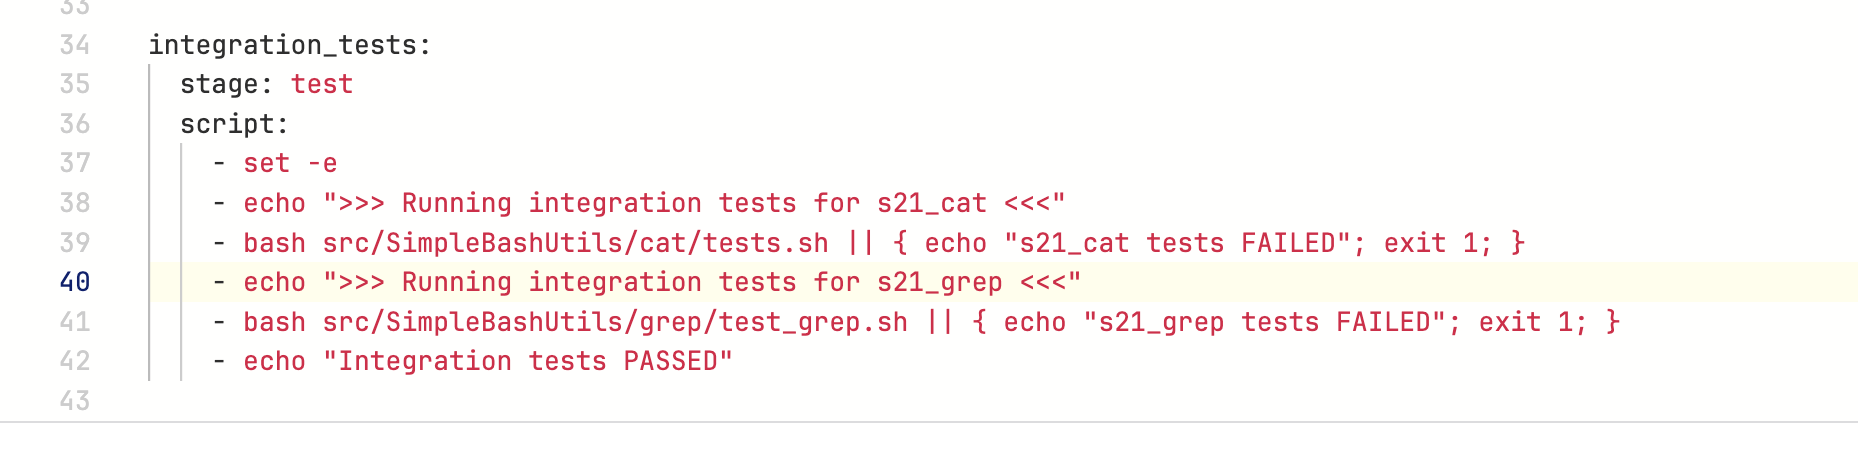 33
34 integration_tests:
35 stage: test
36 script:
37 - set -e
38 - echo ">>> Running integration tests for s21_cat <<<"
39 - bash src/SimpleBashUtils/cat/tests.sh || { echo "s21_cat tests FAILED"; exit 1; }
40 - echo ">>> Running integration tests for s21_grep <<<"
41 - bash src/SimpleBashUtils/grep/test_grep.sh || { echo "s21_grep tests FAILED"; exit 1; }
42 - echo "Integration tests PASSED"
43